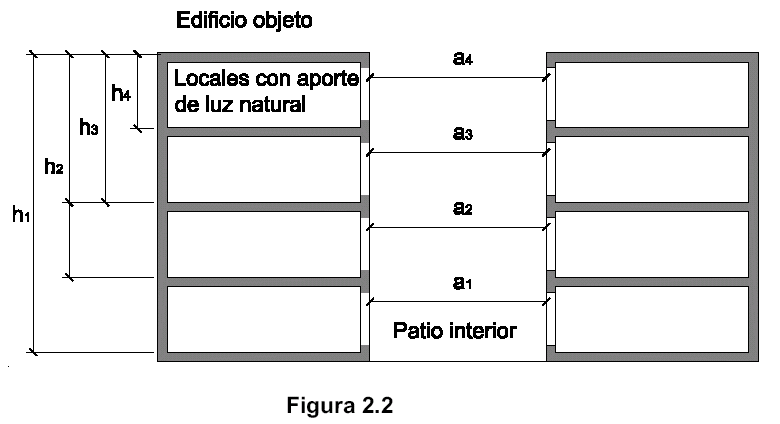 Edificio objeto
Locales con aporte
de luz natural
h4
h3
h2
h1
a4
a3
a2
a1
Patio interior
Figura 2.2